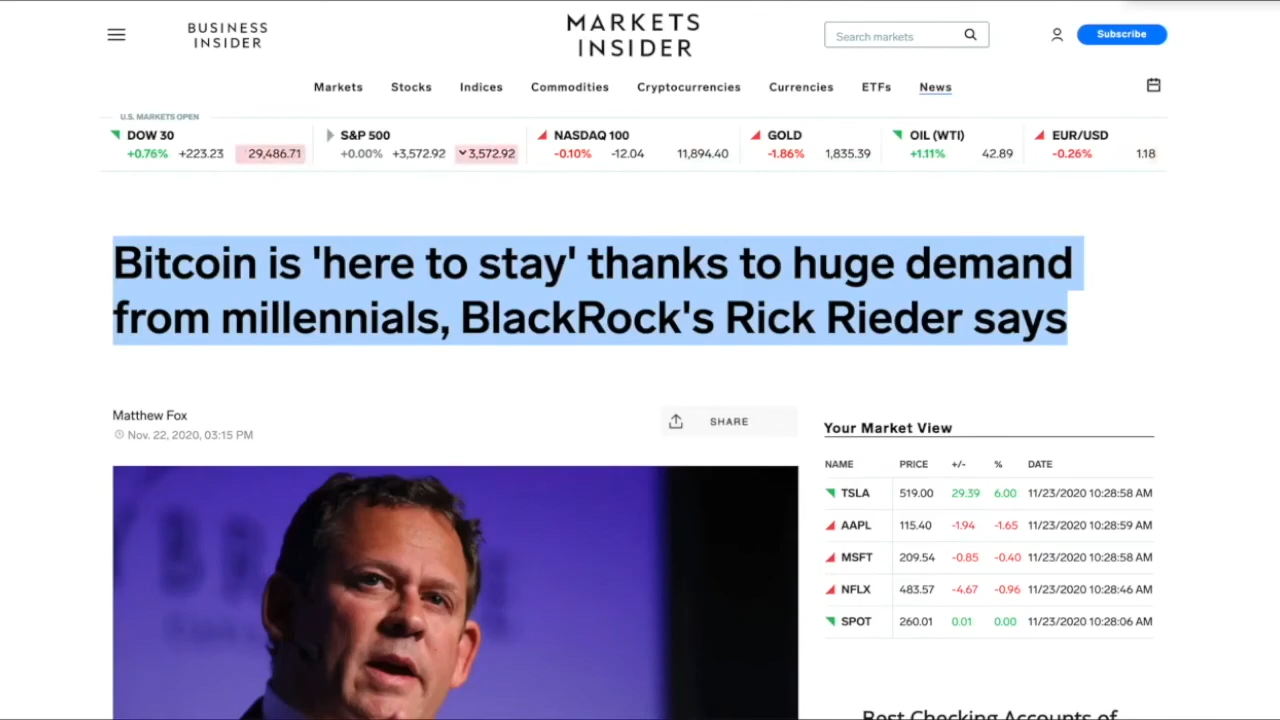 BUSINESS
INSIDER
MARKETS
INSIDER
Search markets
Subscribe
Markets Stocks Indices Commodities Cryptocurrencies Currencies ETFs News
U.S. MARKETS OPEN
DOW 30
+0.76% +223.23 29,486.71
S&P 500
+0.00% +3,572.92 3,572.92
NASDAQ 100
-0.10% -12.04 11,894.40
GOLD
-1.86% 1,835.39
OIL (WTI)
+1.11% 42.89
EUR/USD
-0.26% 1.18
Bitcoin is 'here to stay' thanks to huge demand
from millennials, BlackRock's Rick Rieder says
Matthew Fox
Nov. 22, 2020, 03:15 PM
SHARE
Your Market View
NAME PRICE +/- % DATE
TSLA 519.00 29.39 6.00 11/23/2020 10:28:58 AM
AAPL 115.40 -1.94 -1.65 11/23/2020 10:28:59 AM
MSFT 209.54 -0.85 -0.40 11/23/2020 10:28:58 AM
NFLX 483.57 -4.67 -0.96 11/23/2020 10:28:46 AM
SPOT 260.01 0.01 0.00 11/23/2020 10:28:06 AM
Best Checking Accounts of